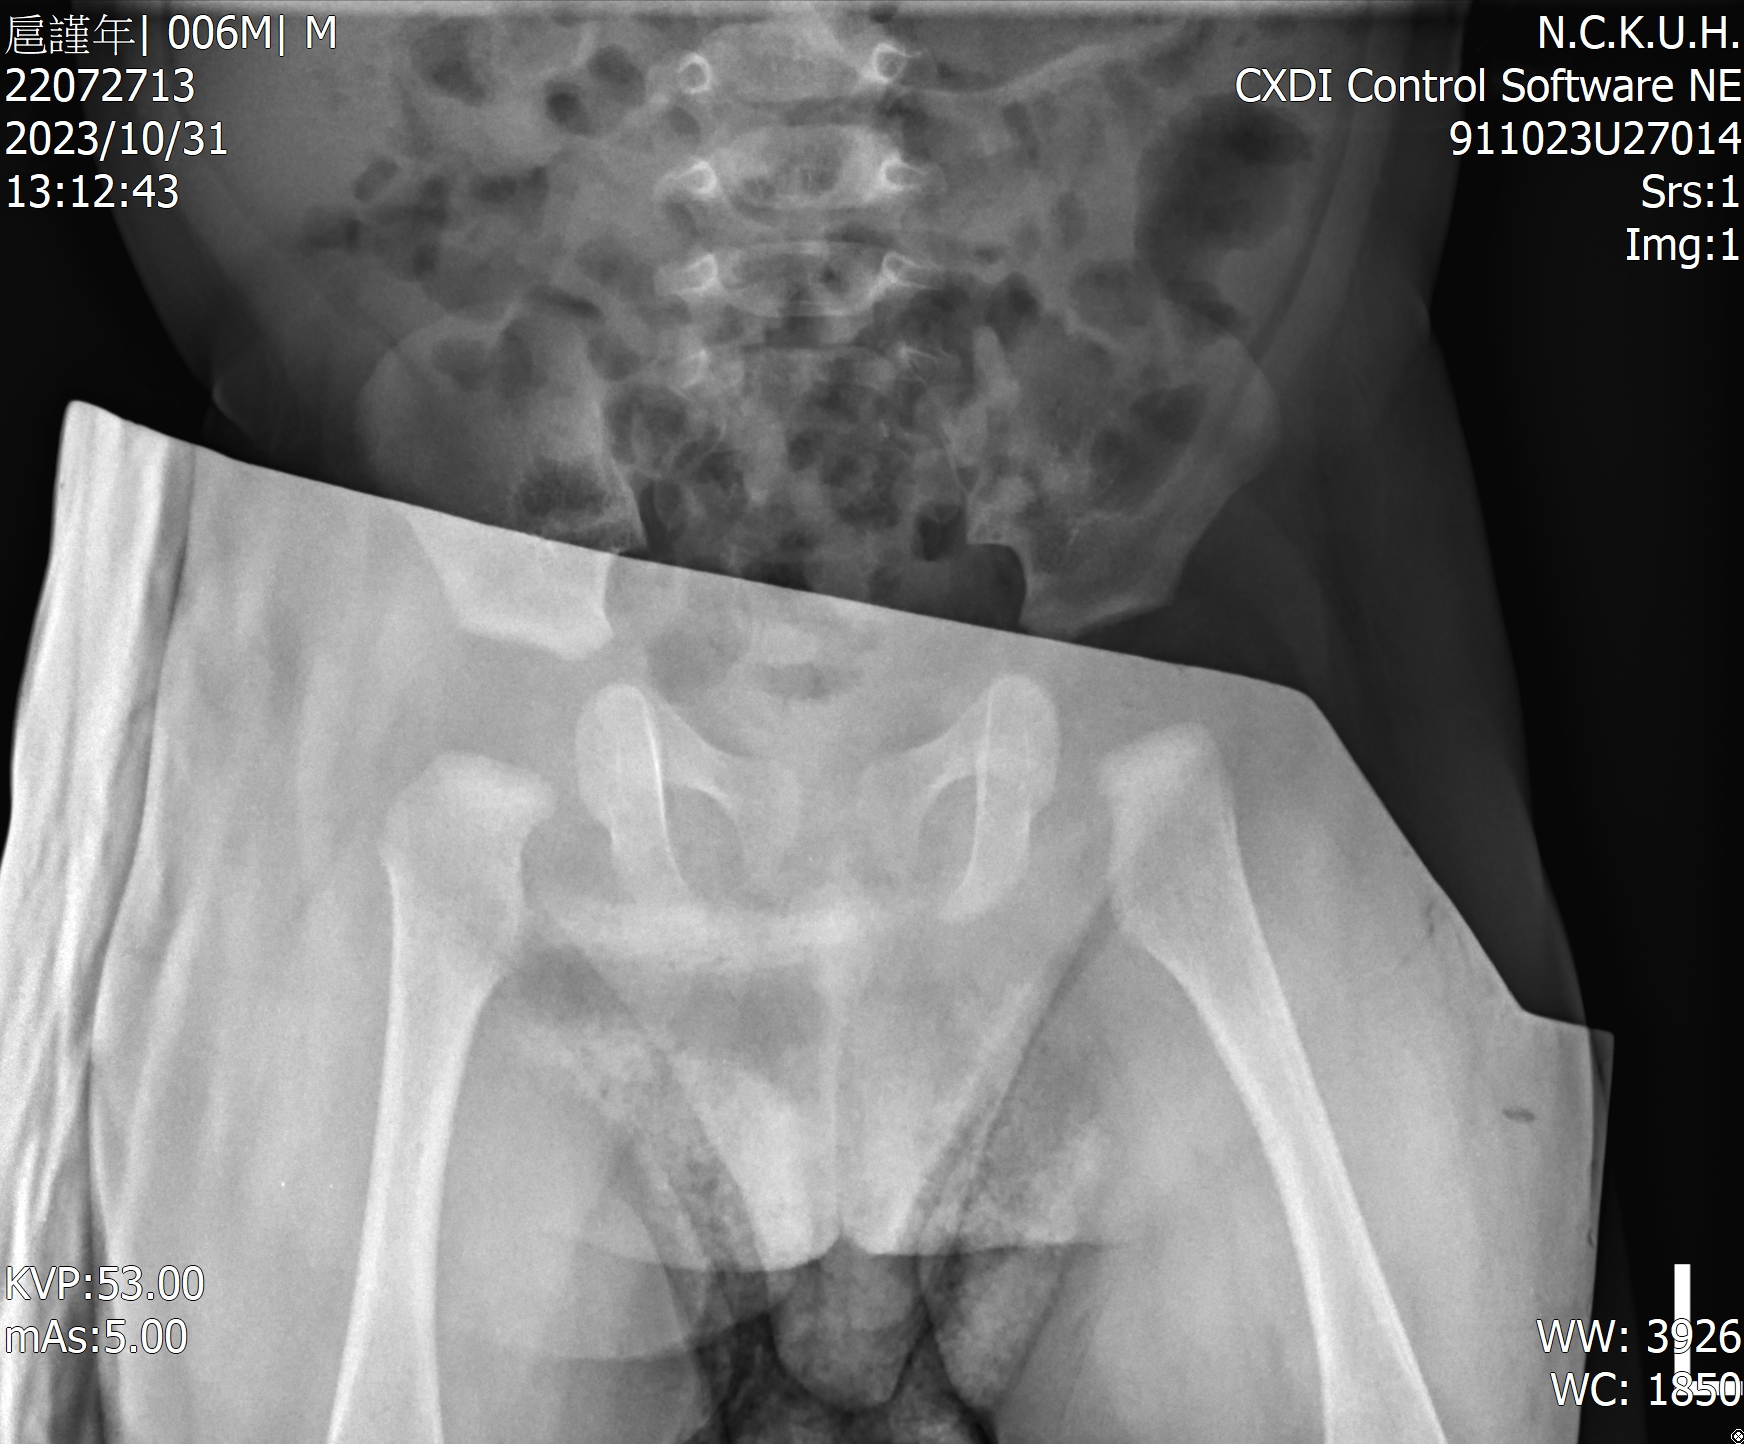 扈謹年| 006M| M
22072713
2023/10/31
13:12:43
N.C.K.U.H.
CXDI Control Software NE
911023U27014
Srs:1
Img:1
KVP:53.00
mAs:5.00
WW: 3926
WC: 1850